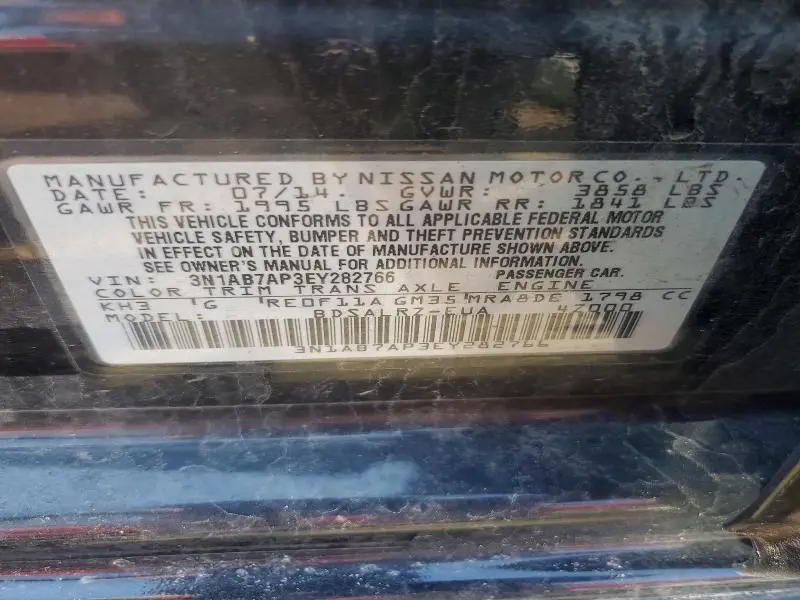 MANUFACTURED BY NISSAN MOTOR CO., LTD.
DATE: 07/14. GVWR: 3858 LBS
GAWR FR: 1995 LBS GAWR RR: 1841 LBS
THIS VEHICLE CONFORMS TO ALL APPLICABLE FEDERAL MOTOR
VEHICLE SAFETY, BUMPER AND THEFT PREVENTION STANDARDS
IN EFFECT ON THE DATE OF MANUFACTURE SHOWN ABOVE.
SEE OWNER'S MANUAL FOR ADDITIONAL INFORMATION.
VIN: 3N1AB7AP3EY282766 PASSENGER CAR.
COLOR TRIM TRANS AXLE ENGINE
KH3 G RE0F11A GM35 MRA8DE 1798 CC
MODEL: BDSALR7-EUA 47000
3N1AB7AP3EY282766